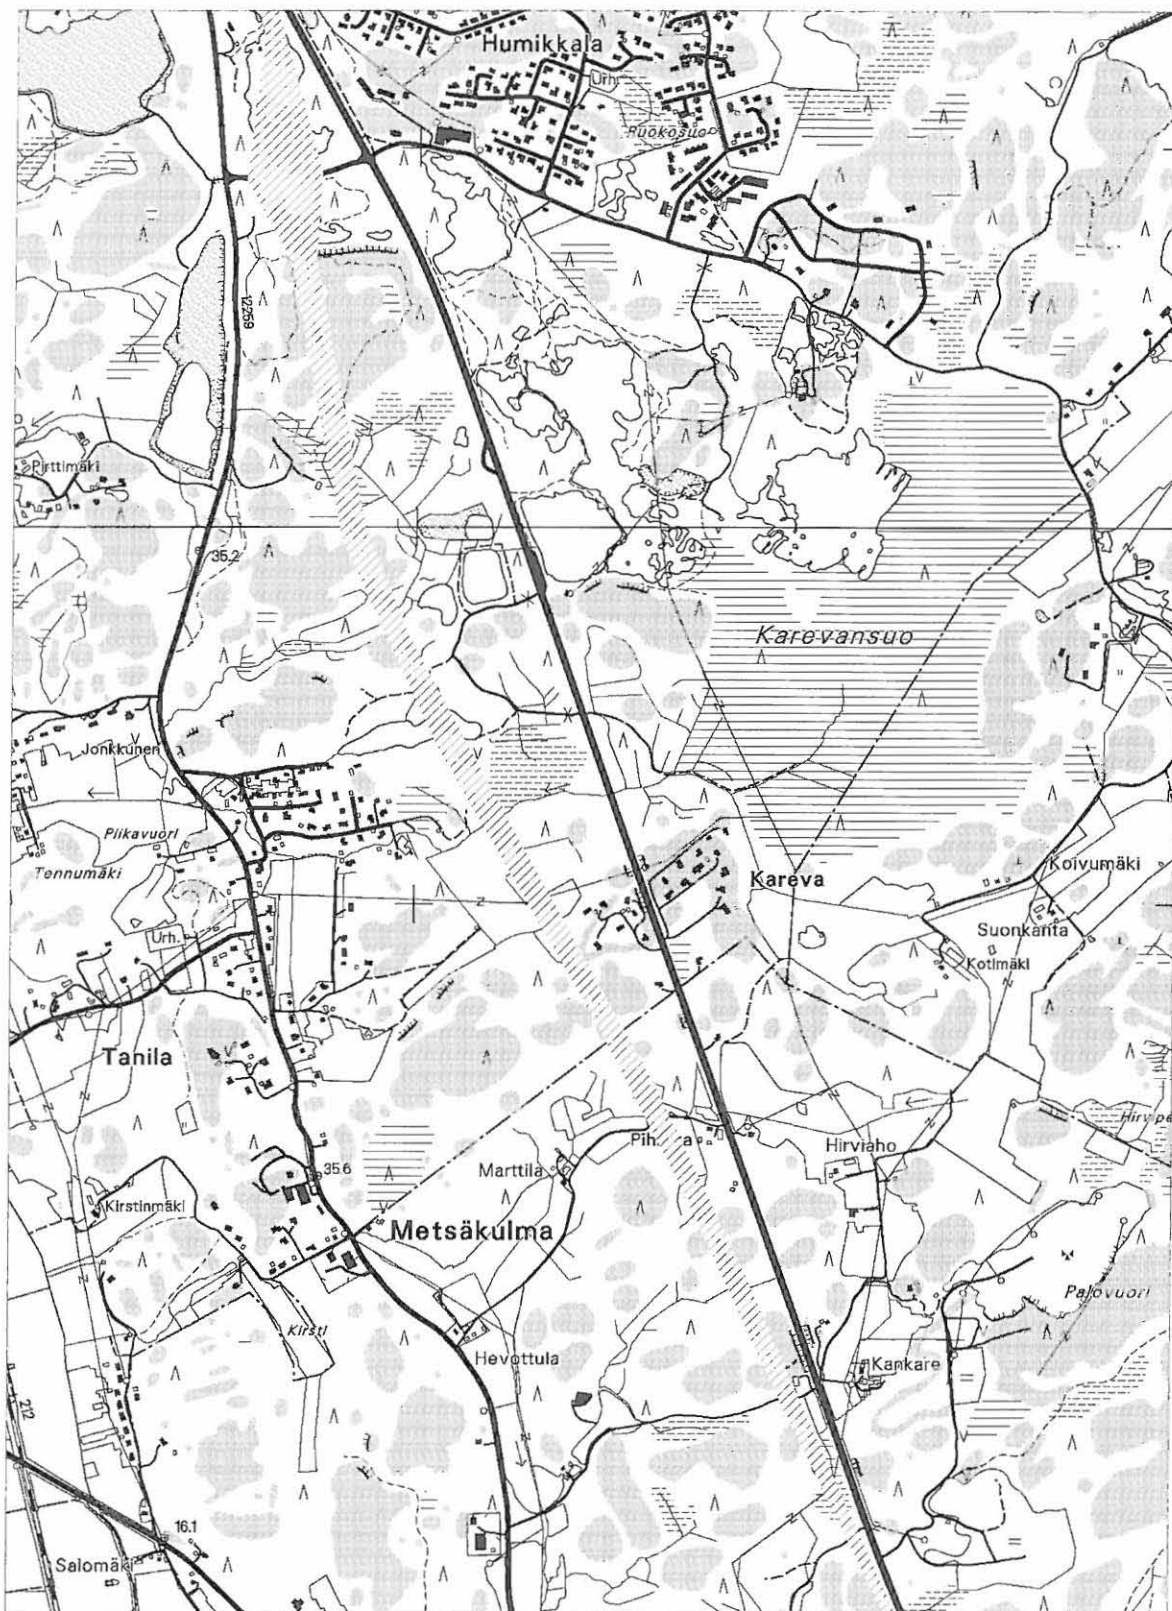 Humikkala
Urh.
Ruokosuo
12259
Pirttimäki
35.2
Karevansuo
Jonkkunen
Piikavuori
Tennumäki
Kareva
Koivumäki
Suonkanta
Kotimäki
Urh.
Tanila
Hirviaho
Marttila
35.6
Kirstinmäki
Metsäkulma
Palovuori
Kirsti
Hevottula
Kankare
212
16.1
Salomäki